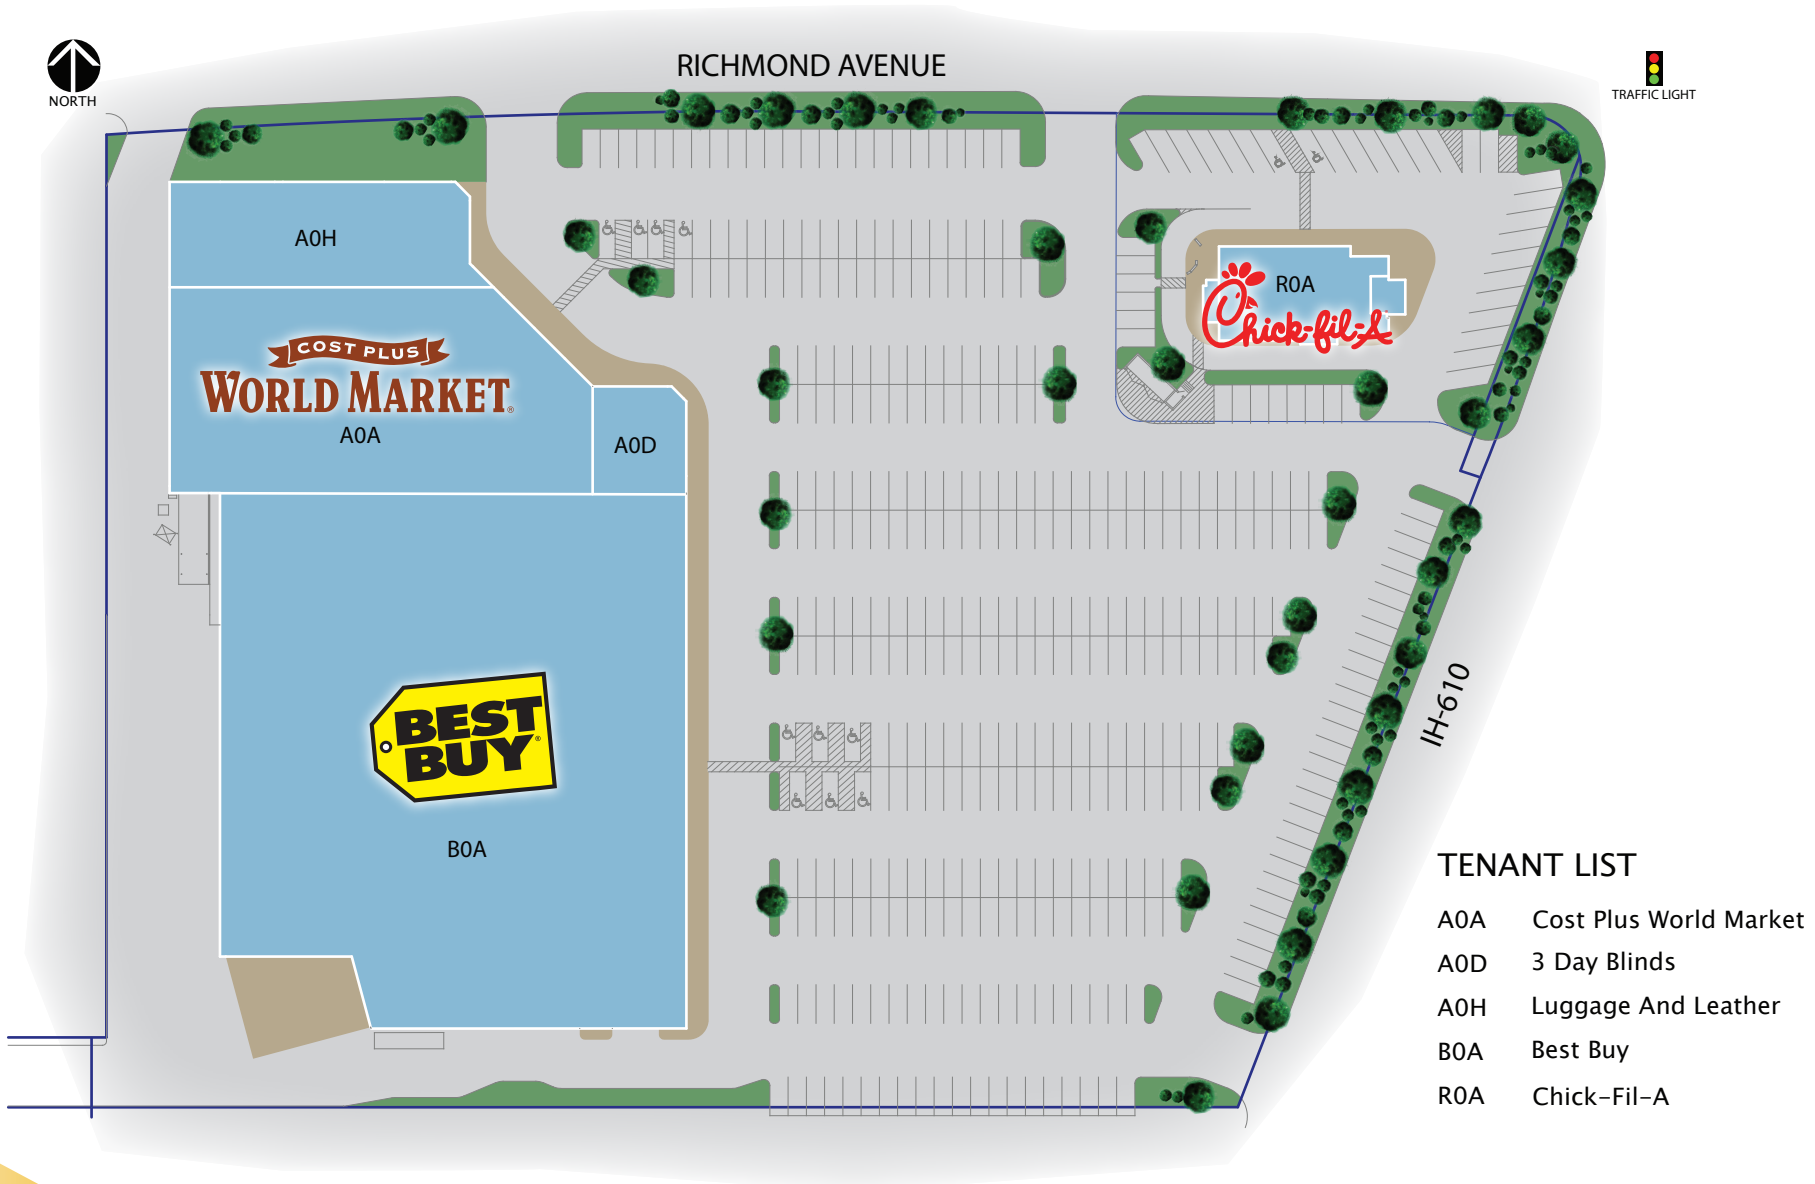 RICHMOND AVENUE
NORTH
TRAFFIC LIGHT
A0H
R0A
Chick-fil-A
COST PLUS
WORLD MARKET®
A0A
A0D
IH-610
BEST
BUY®
B0A
TENANT LIST
A0A Cost Plus World Market
A0D 3 Day Blinds
A0H Luggage And Leather
B0A Best Buy
R0A Chick-Fil-A